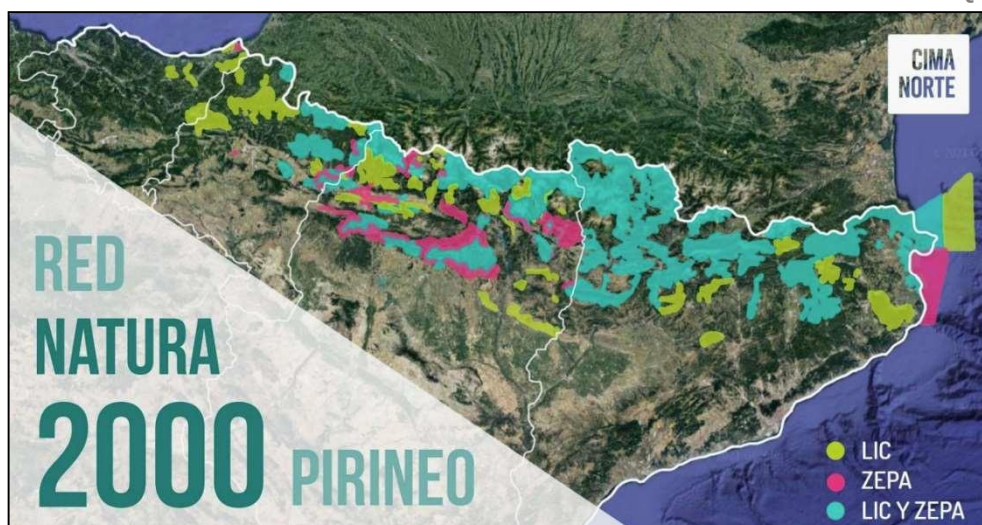 CIMA
NORTE
RED
NATURA
2000 PIRINEO
LIC
ZEPA
LIC Y ZEPA